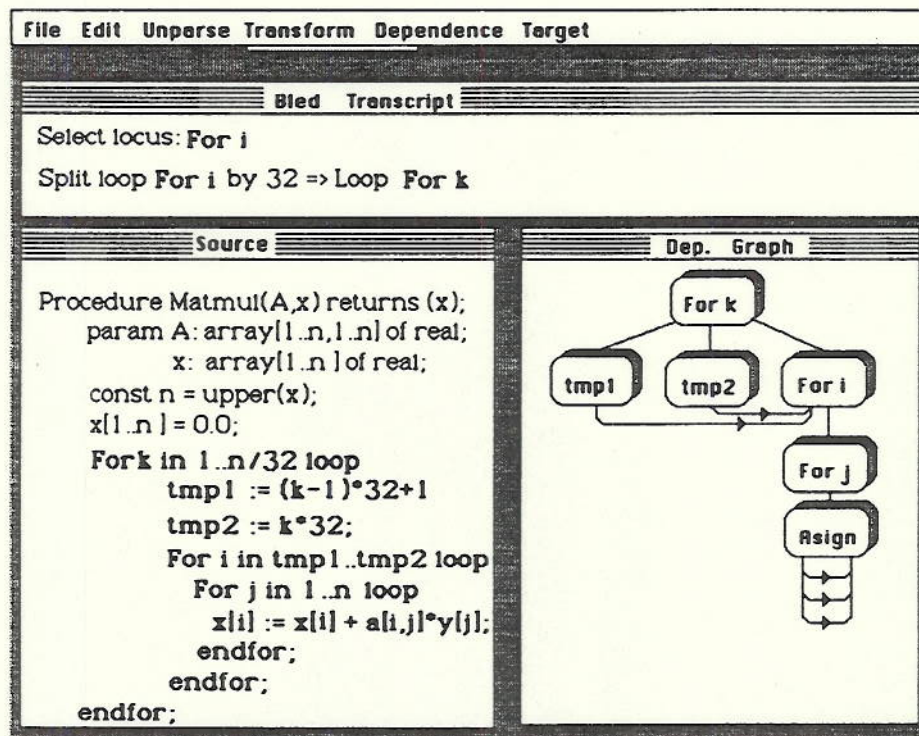 File Edit Unparse Transform Dependence Target
Bled Transcript
Select locus: For i
Split loop For i by 32 => Loop For k
Source
Procedure Matmul(A,x) returns (x);
param A: array[1..n,1..n] of real;
x: array[1..n ] of real;
const n = upper(x);
x[1..n ] = 0.0;
For k in 1..n/32 loop
tmp1 := (k-1)*32+1
tmp2 := k*32;
For i in tmp1..tmp2 loop
For j in 1..n loop
x[i] := x[i] + a[i,j]*y[j];
endfor;
endfor;
endfor;
Dep. Graph
For k
tmp1 tmp2 For i
For j
Asign